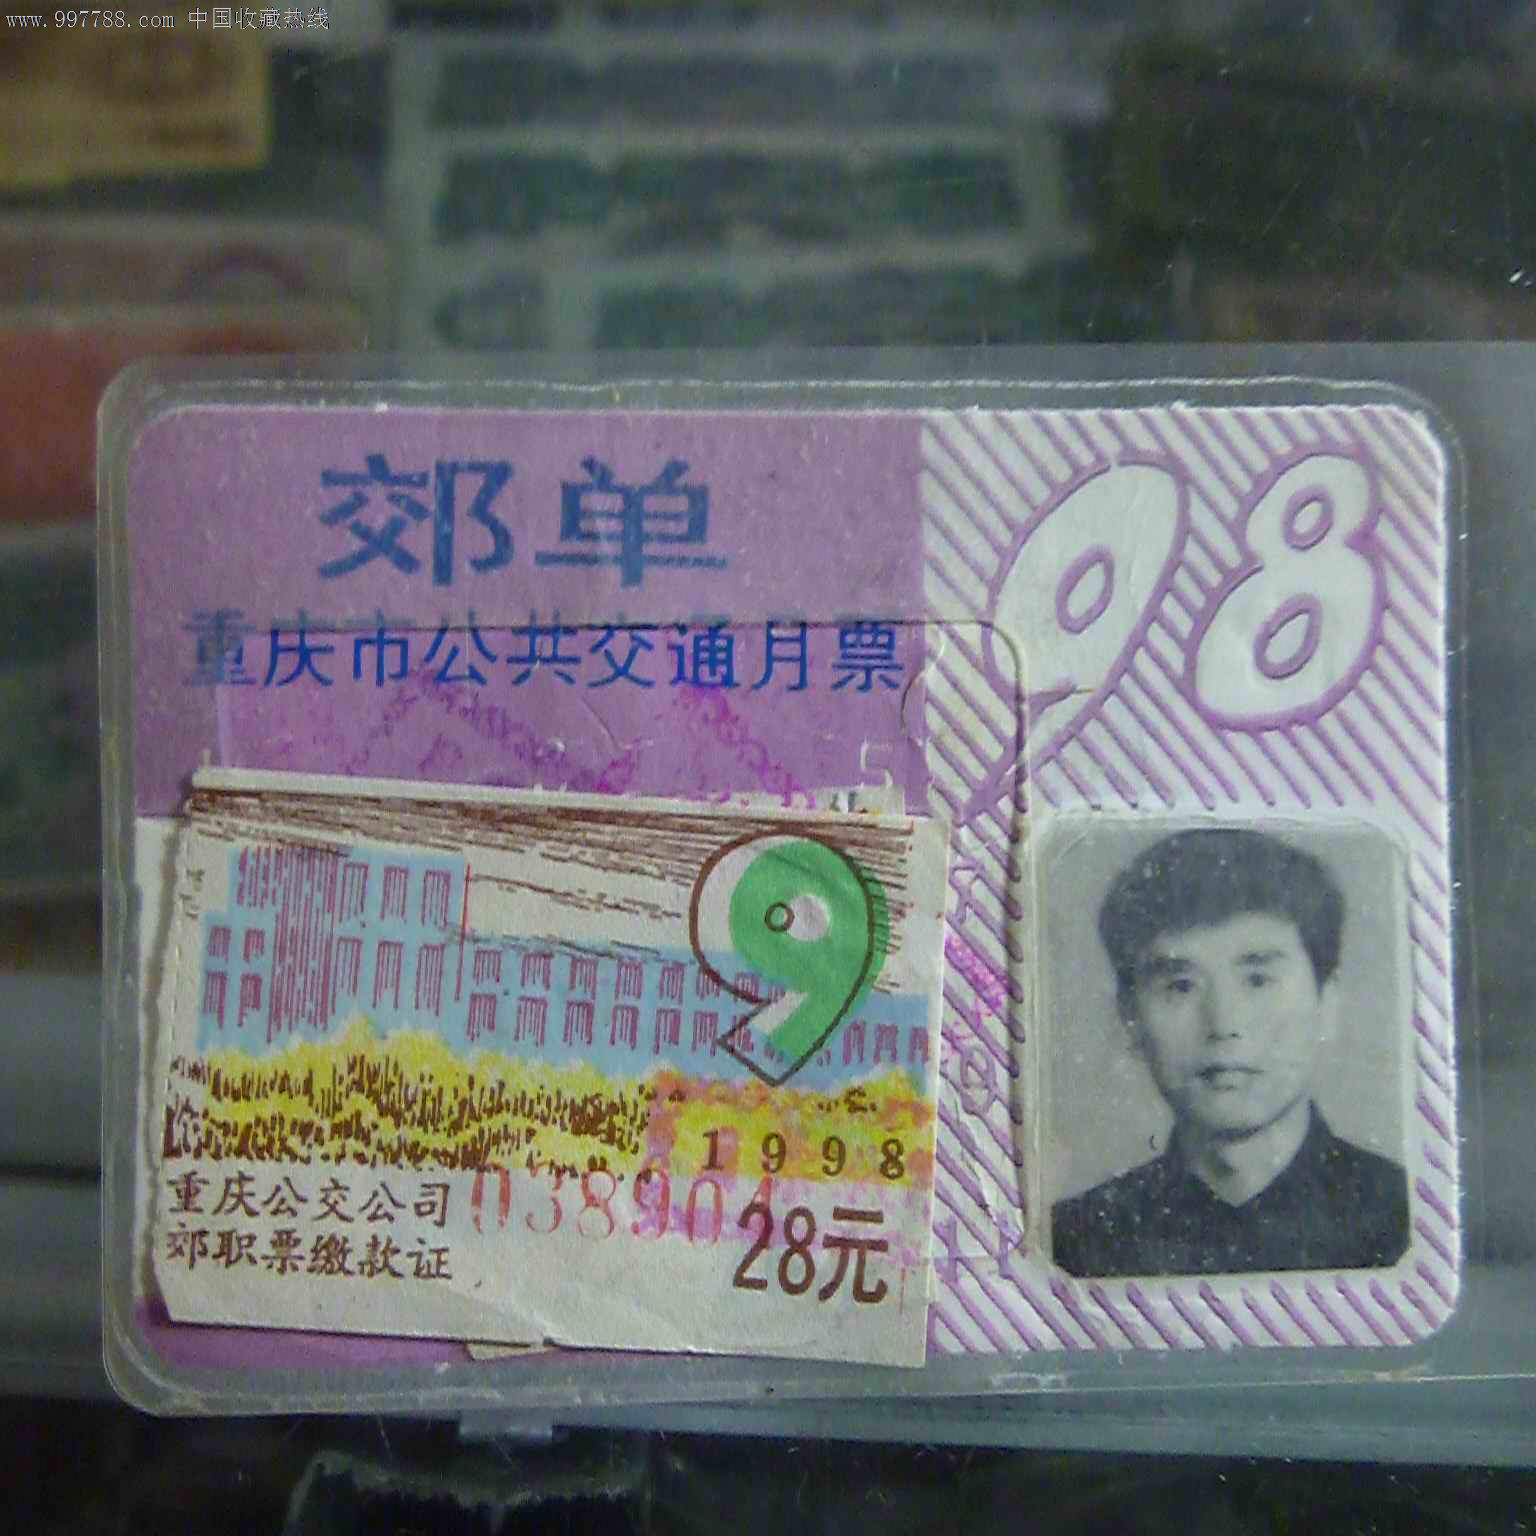 www.997788.com 中国收藏热线
郊单
98
重庆市公共交通月票
9
1998
重庆公交公司
038904
郊职票缴款证
28元